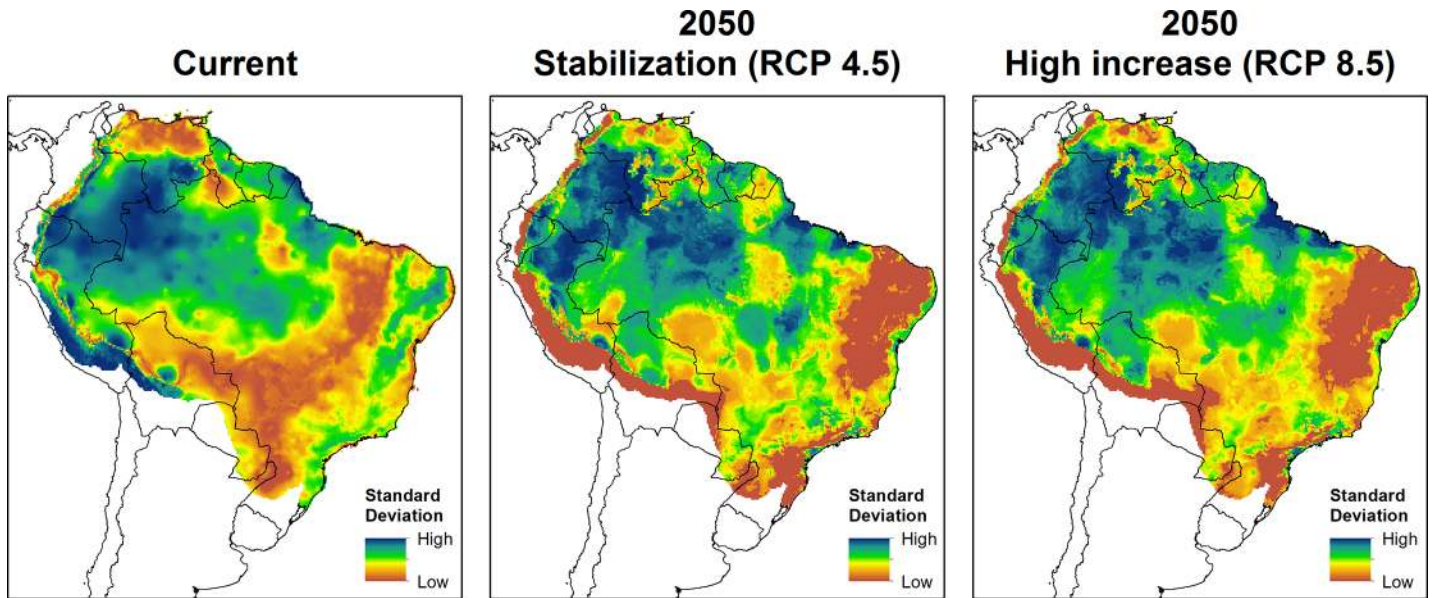 Current
2050
Stabilization (RCP 4.5)
2050
High increase (RCP 8.5)
Standard
Deviation
High
Low
Standard
Deviation
High
Low
Standard
Deviation
High
Low